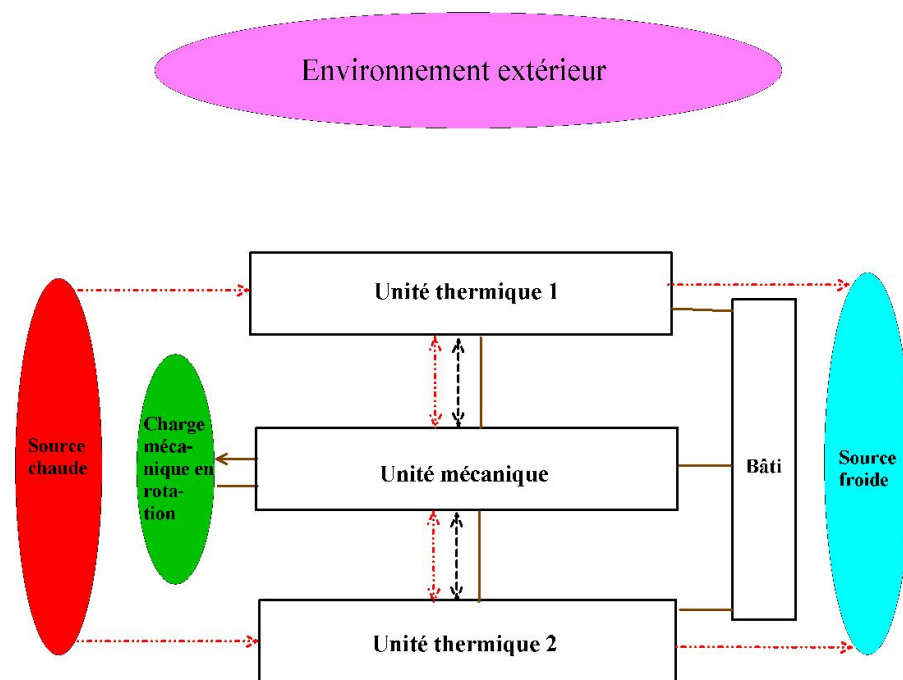 Environnement extérieur
Unité thermique 1
Source
chaude
Charge
méca-
nique en
rota-
tion
Unité mécanique
Bâti
Source
froide
Unité thermique 2